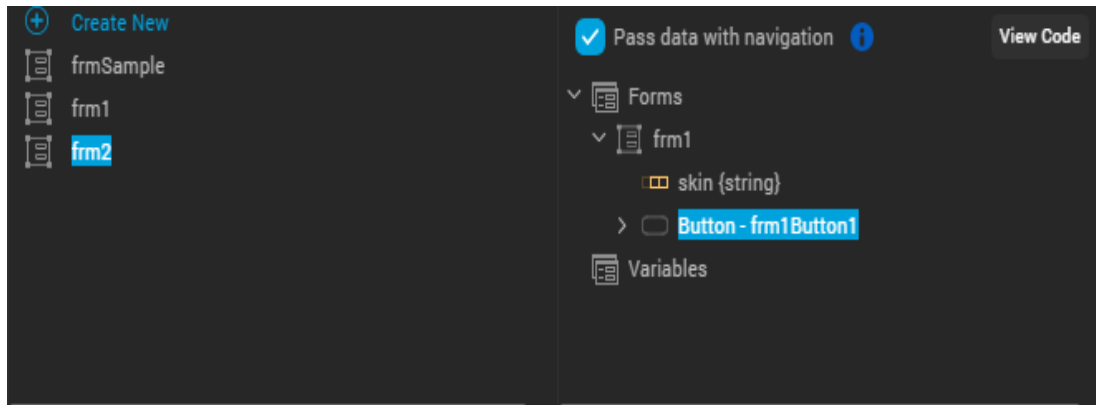 Create New
frmSample
frm1
frm2
Pass data with navigation
View Code
Forms
frm1
skin {string}
Button - frm1Button1
Variables